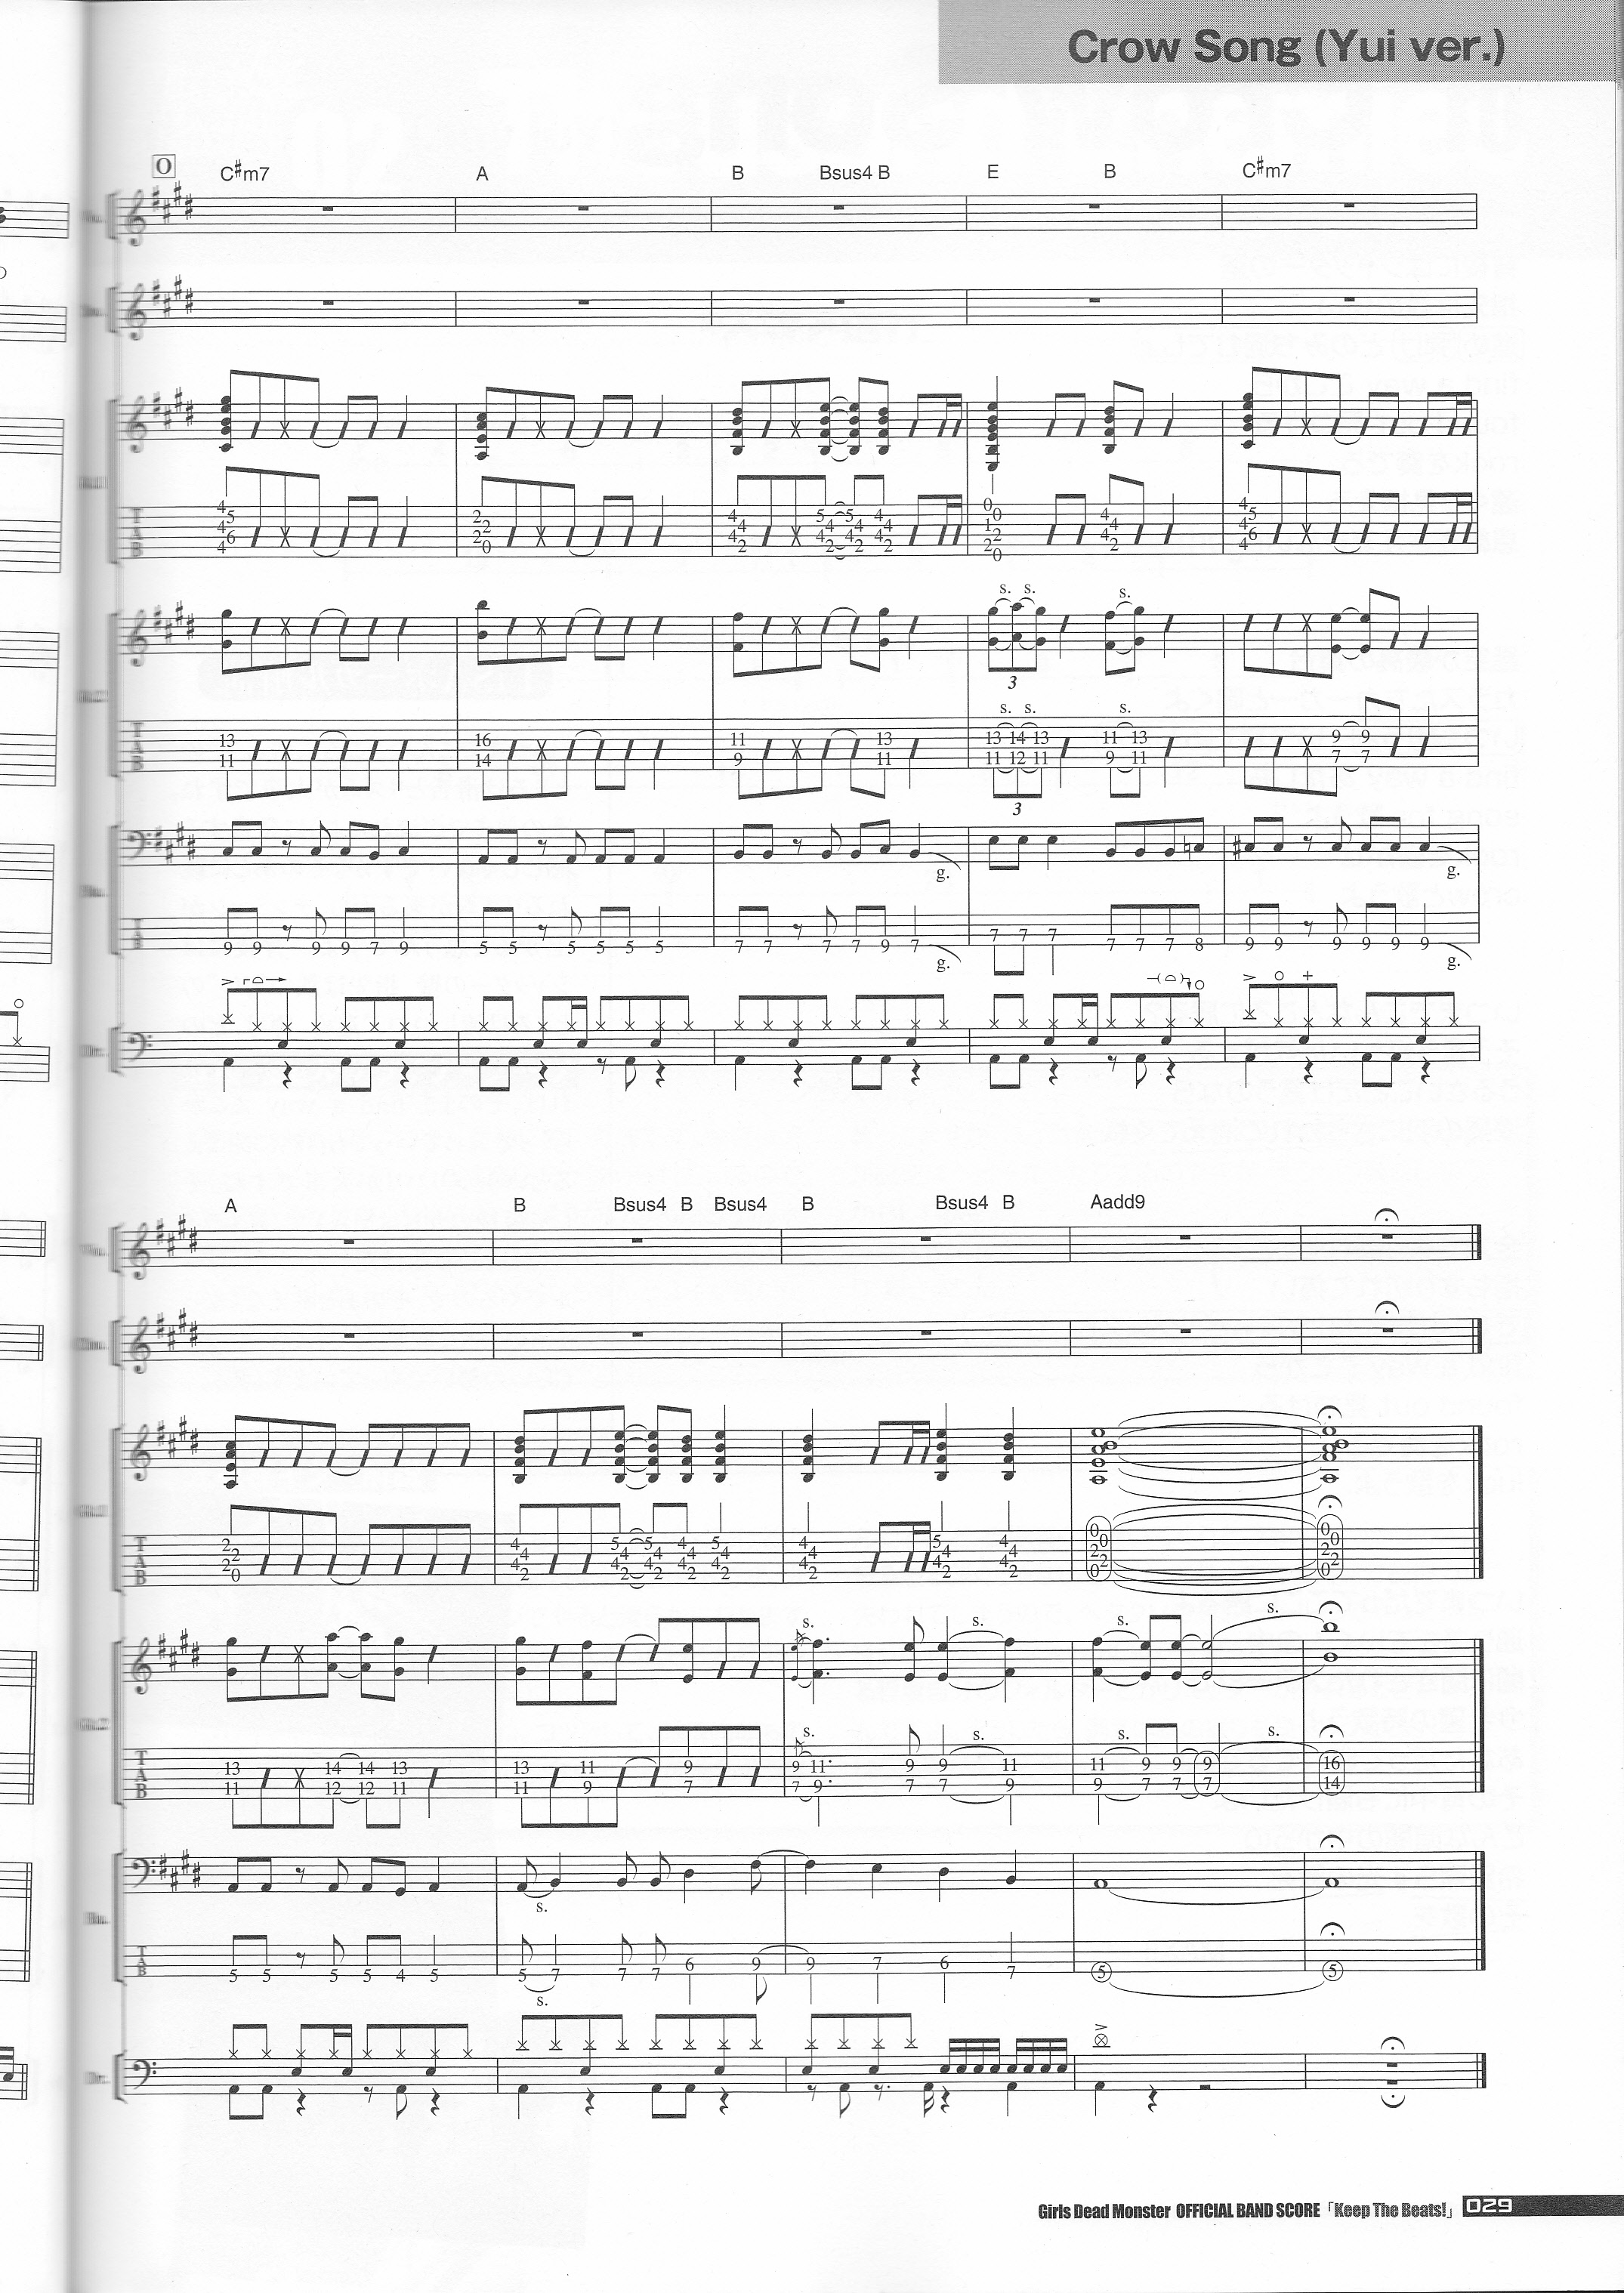 Crow Song (Yui ver.)
O
C#m7 A B Bsus4 B E B C#m7
T A B
4 5 4 6 4
2 2 2 0
4 4 4 2 5 4 4 2 5 4 4 2 4 4 4 2
0 0 1 2 2 0 4 4 4 2
4 5 4 6 4
s. s. s.
3
s. s. s.
T A B
13 11
16 14
11 9 13 11
13 11 14 12 13 11 11 9 13 11
9 7 9 7
3
g. g.
T A B
9 9 9 9 7 9
5 5 5 5 5 5
7 7 7 7 9 7
7 7 7 7 7 7 8
9 9 9 9 9 9
g. g.
A B Bsus4 B Bsus4 B Bsus4 B Aadd9
T A B
2 2 2 0
4 4 4 2 5 4 4 2 5 4 4 2 4 4 4 2 5 4 4 2
4 4 4 2 5 4 4 2 4 4 4 2
0 0 2 2 0
0 0 2 2 0
s. s. s. s.
s. s. s. s.
T A B
13 11 14 12 14 12 13 11
13 11 11 9 9 7
9 7 11 9 9 7 9 7 11 9
11 9 9 7 9 7 9 7
16 14
s.
T A B
5 5 5 5 4 5
5 7 7 7 6 9
9 7 6 7
5 5
s.
Girls Dead Monster OFFICIAL BAND SCORE「Keep The Beats!」 029